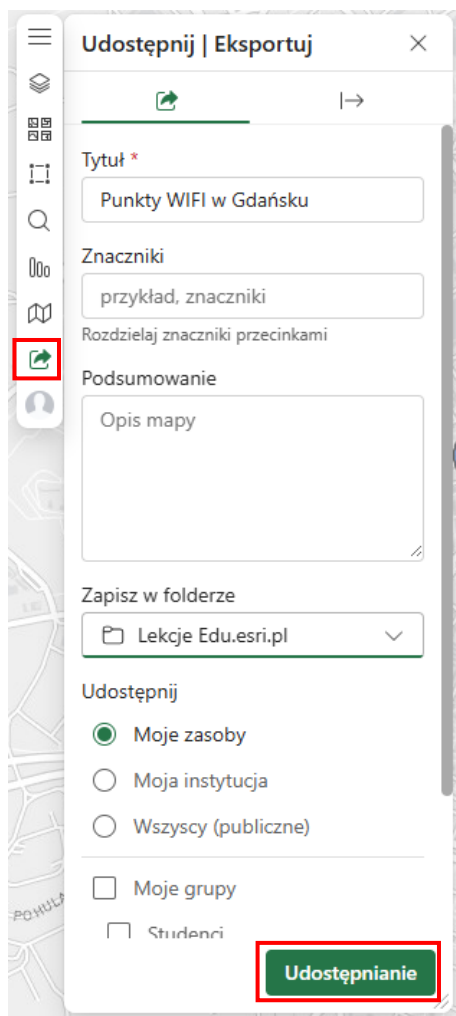 Udostępnij | Eksportuj
Tytuł *
Punkty WIFI w Gdańsku
Znaczniki
przykład, znaczniki
Rozdzielaj znaczniki przecinkami
Podsumowanie
Opis mapy
Zapisz w folderze
Lekcje Edu.esri.pl
Udostępnij
Moje zasoby
Moja instytucja
Wszyscy (publiczne)
Moje grupy
Studenci
Udostępnianie